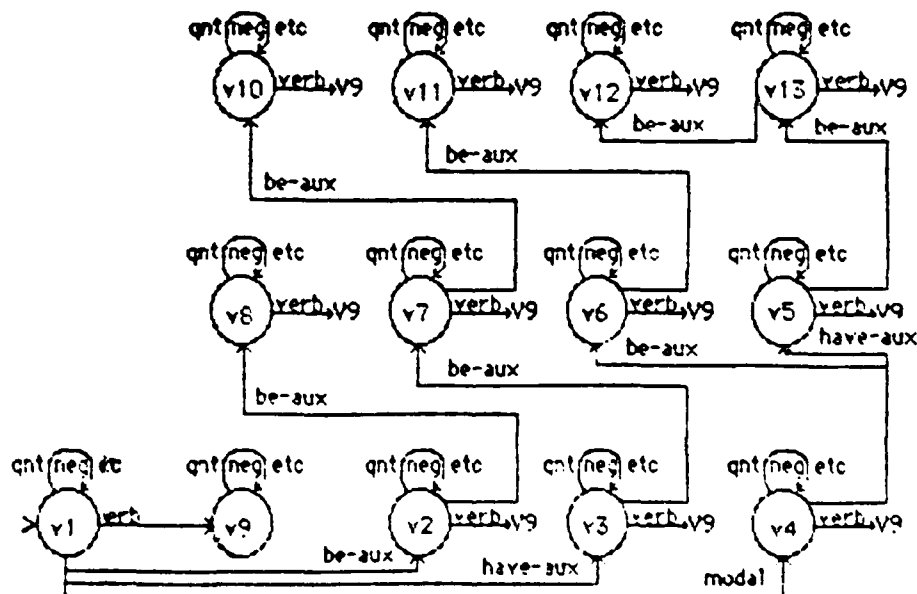 qnt neg etc qnt neg etc qnt neg etc qnt neg etc
v10 verb v9 v11 verb v9 v12 verb v9 v13 verb v9
be-aux be-aux
be-aux be-aux
qnt neg etc qnt neg etc qnt neg etc qnt neg etc
v8 verb v9 v7 verb v9 v6 verb v9 v5 verb v9
have-aux
be-aux
be-aux be-aux
qnt neg etc qnt neg etc qnt neg etc qnt neg etc qnt neg etc
v1 verb v9 v2 verb v9 v3 verb v9 v4 verb v9
be-aux have-aux modal